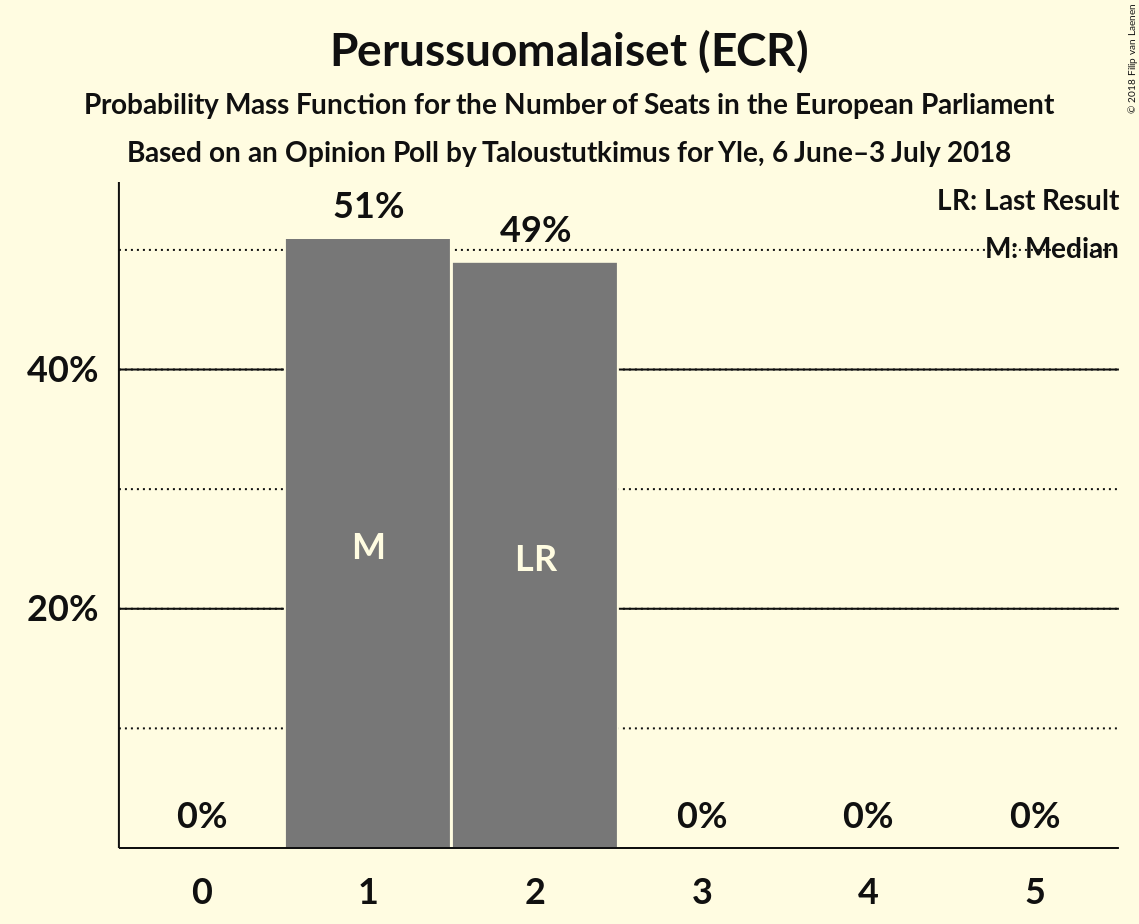 Perussuomalaiset (ECR)
Probability Mass Function for the Number of Seats in the European Parliament
Based on an Opinion Poll by Taloustutkimus for Yle, 6 June–3 July 2018
© 2018 Filip van Laenen
LR: Last Result
M: Median
51%
49%
40%
20%
M
LR
0%
0%
0%
0%
0
1
2
3
4
5